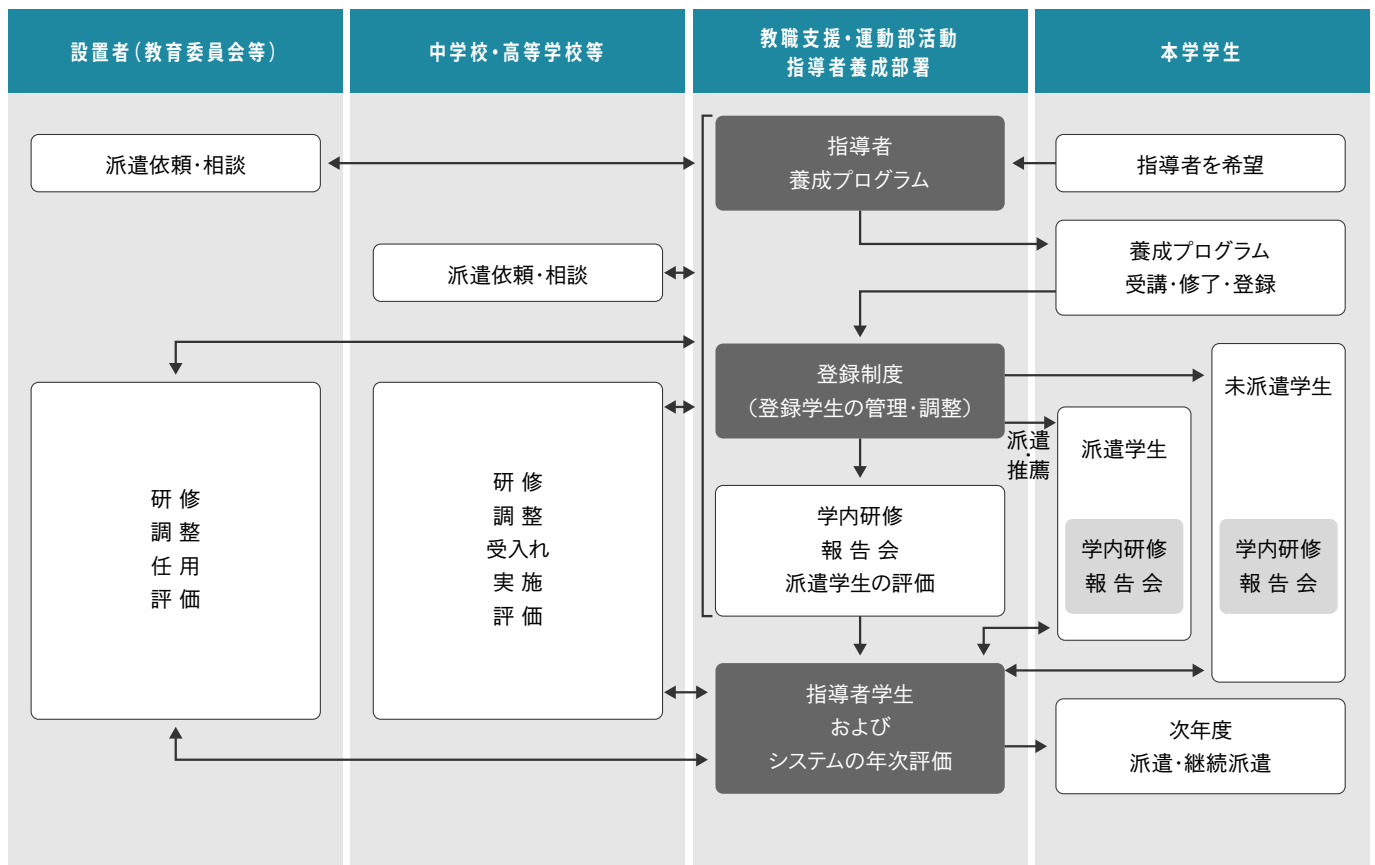 設置者（教育委員会等）
中学校・高等学校等
教職支援・運動部活動
指導者養成部署
本学学生
派遣依頼・相談
指導者
養成プログラム
指導者を希望
派遣依頼・相談
養成プログラム
受講・修了・登録
登録制度
（登録学生の管理・調整）
未派遣学生
派遣
・
推薦
派遣学生
研 修
調 整
任 用
評 価
研 修
調 整
受入れ
実 施
評 価
学内研修
報 告 会
派遣学生の評価
学内研修
報 告 会
学内研修
報 告 会
指導者学生
および
システムの年次評価
次年度
派遣・継続派遣